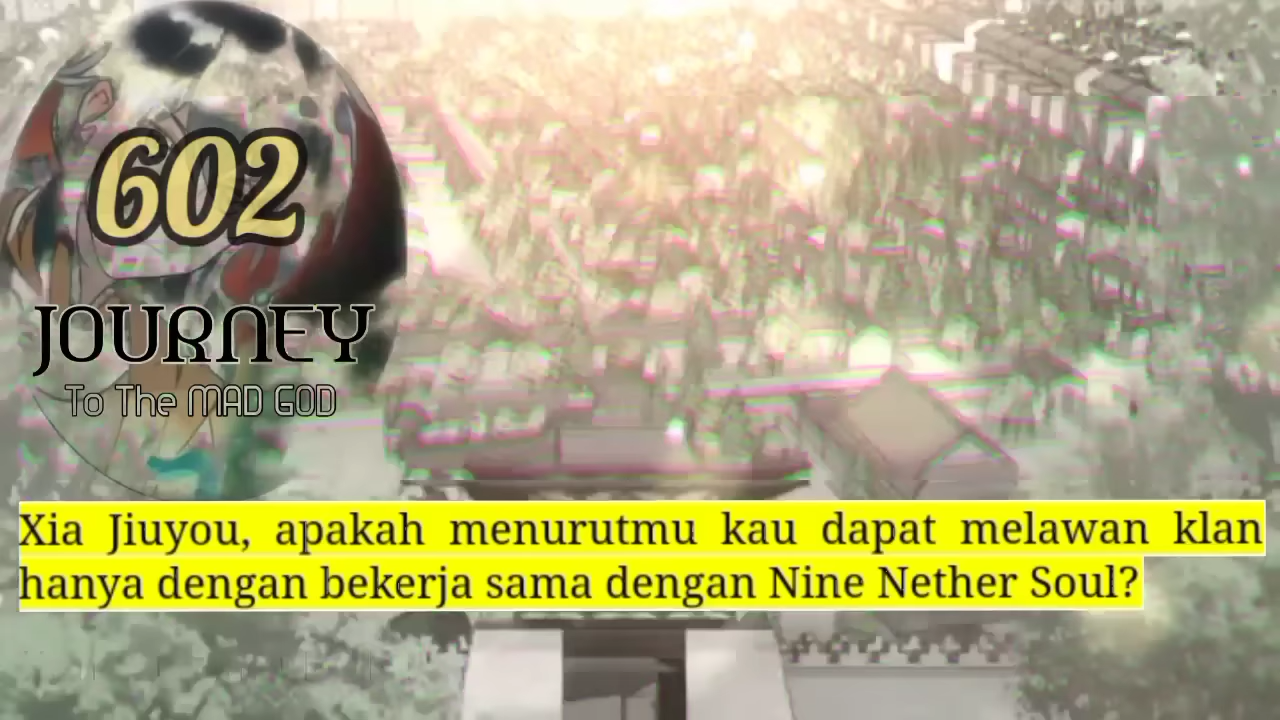 602
JOURNEY
To The MAD GOD
Xia Jiuyou, apakah menurutmu kau dapat melawan klan
hanya dengan bekerja sama dengan Nine Nether Soul?